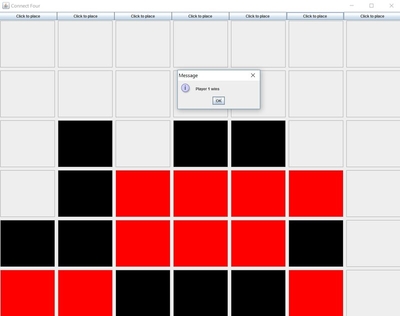 Connect Four
Click to place Click to place Click to place Click to place Click to place Click to place Click to place
Message
Player 1 wins
OK